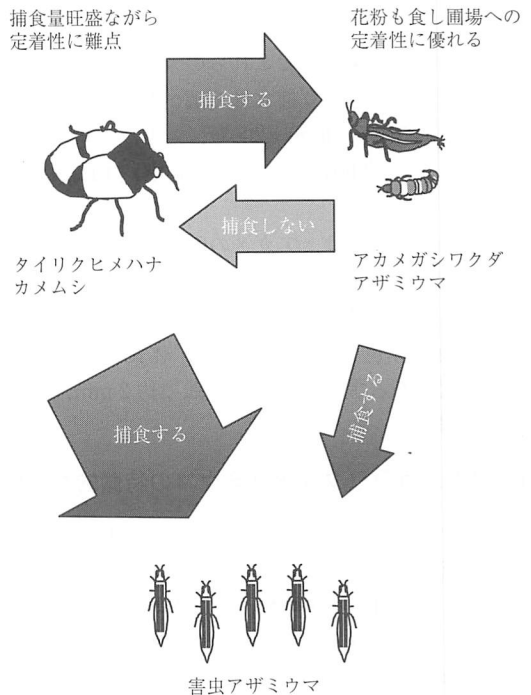 捕食量旺盛ながら
定着性に難点
花粉も食し圃場への
定着性に優れる
捕食する
捕食しない
タイリクヒメハナ
カメムシ
アカメガシワクダ
アザミウマ
捕食する
捕食する
害虫アザミウマ